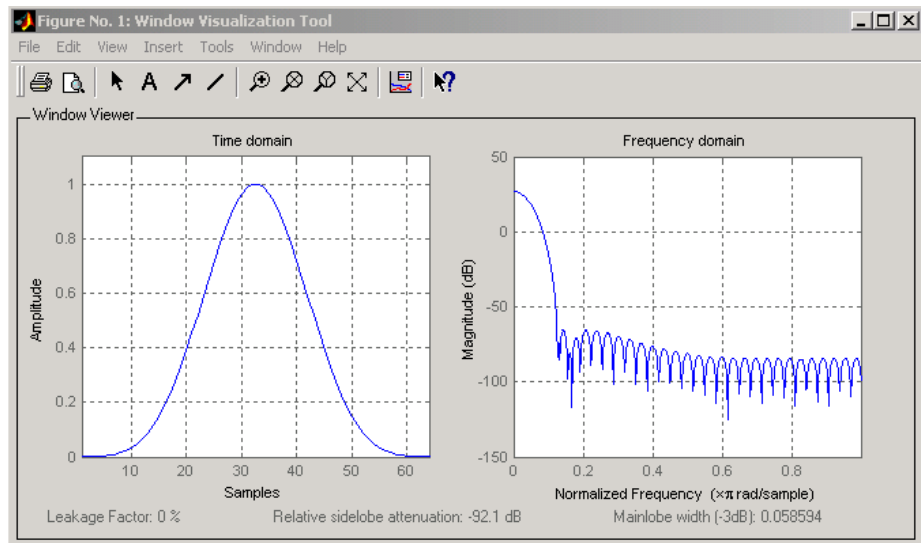 Figure No. 1: Window Visualization Tool
File Edit View Insert Tools Window Help
A
?
Window Viewer
Time domain
Amplitude
1
0.8
0.6
0.4
0.2
0
10 20 30 40 50 60
Samples
Frequency domain
Magnitude (dB)
50
0
-50
-100
-150
0 0.2 0.4 0.6 0.8
Normalized Frequency (×π rad/sample)
Leakage Factor: 0 % Relative sidelobe attenuation: -92.1 dB Mainlobe width (-3dB): 0.058594